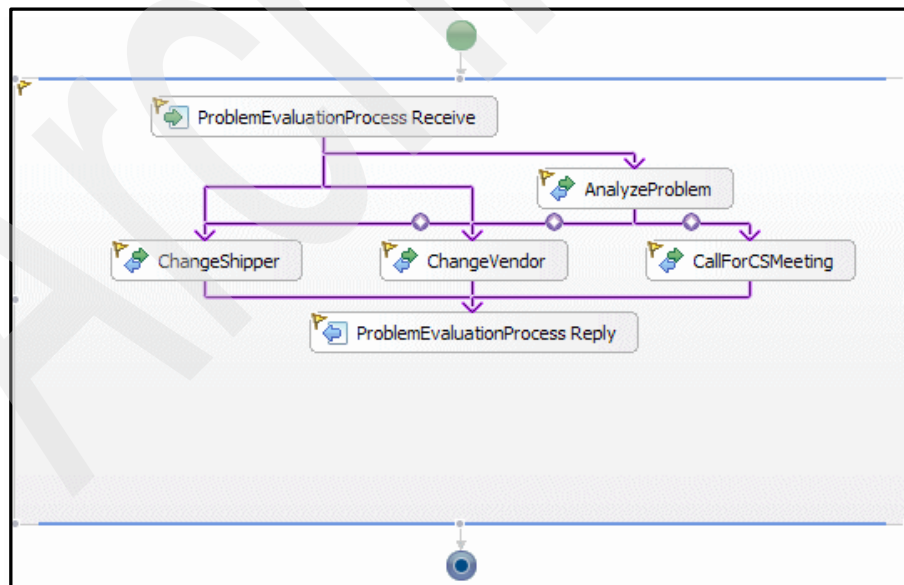 ProblemEvaluationProcess Receive
AnalyzeProblem
ChangeShipper
ChangeVendor
CallForCSMeeting
ProblemEvaluationProcess Reply